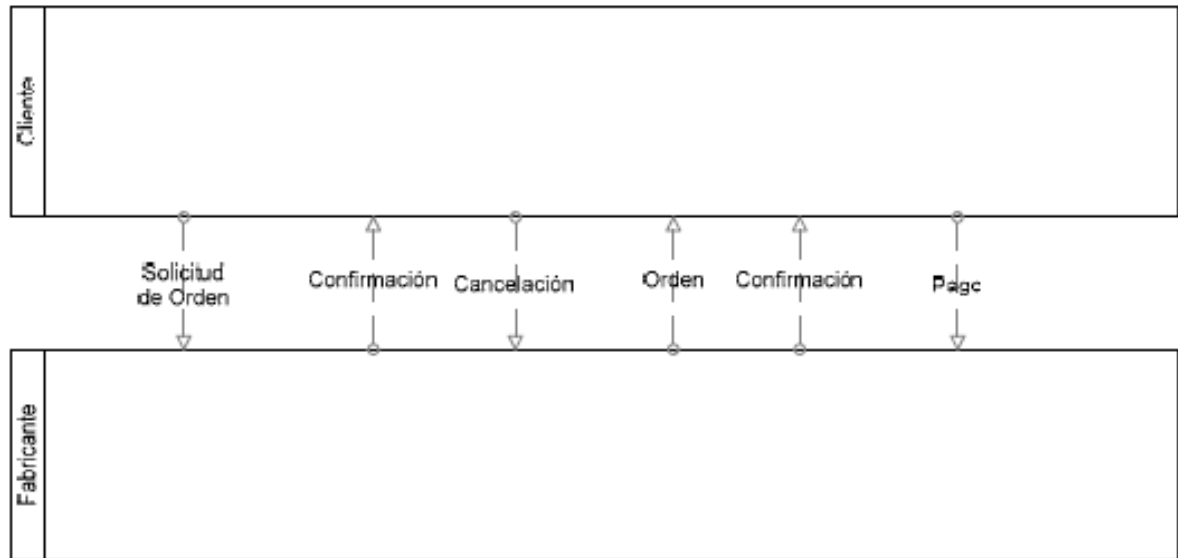 Cliente
Solicitud
de Orden
Confirmación
Cancelación
Orden
Confirmación
Pago
Fabricante